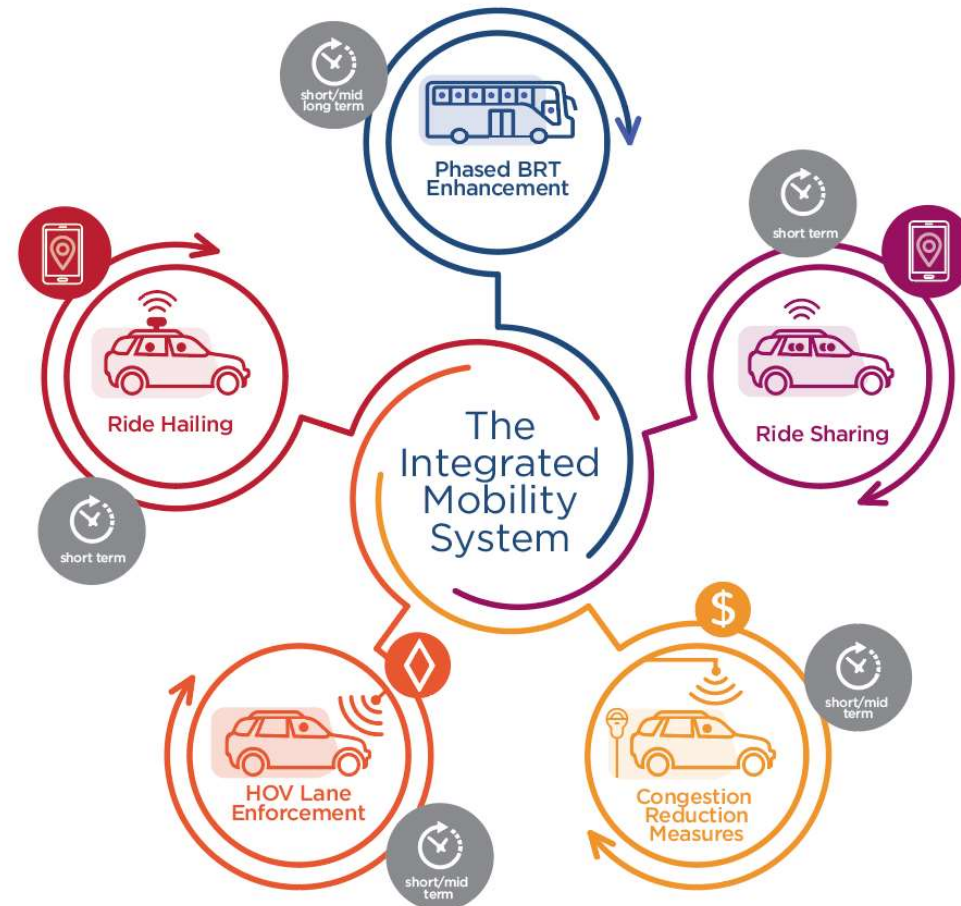 short/mid
long term
Phased BRT
Enhancement
short term
Ride Hailing
Ride Sharing
short term
The
Integrated
Mobility
System
$
HOV Lane
Enforcement
short/mid
term
Congestion
Reduction
Measures
short/mid
term